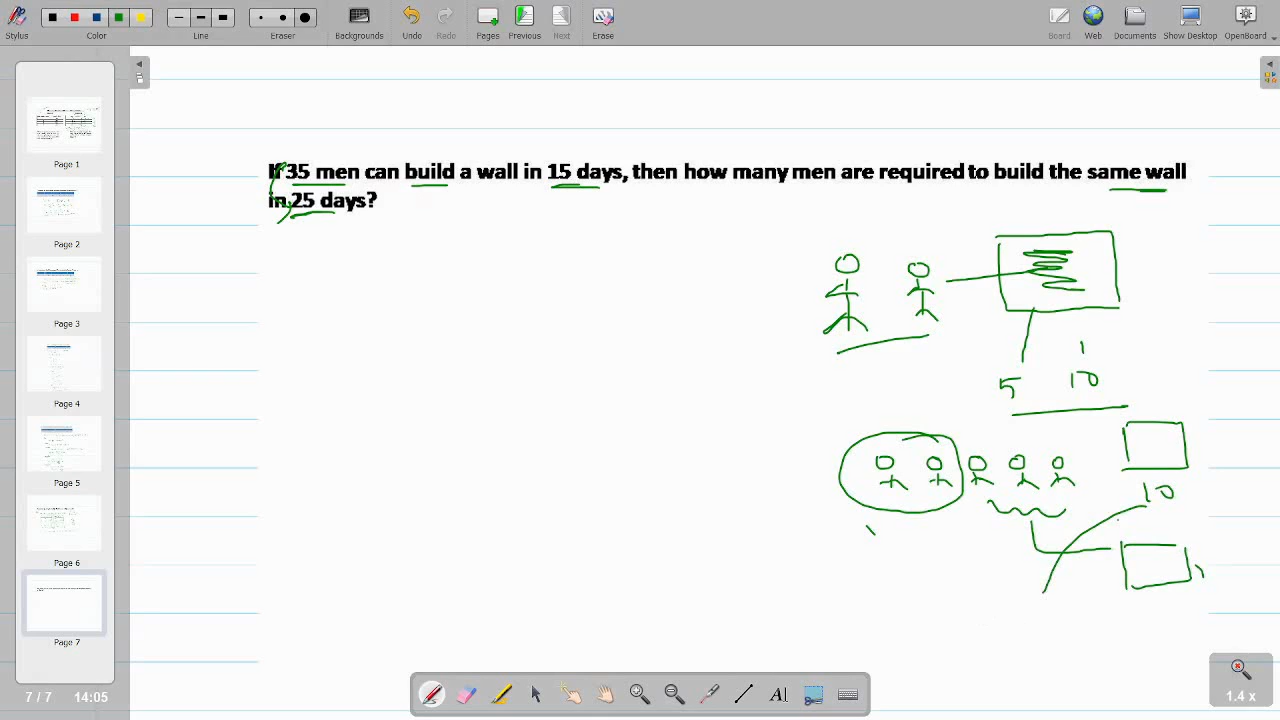 Stylus Color Line Eraser Backgrounds Undo Redo Pages Previous Next Erase Board Web Documents Show Desktop OpenBoard
Page 1
Page 2
Page 3
Page 4
Page 5
Page 6
Page 7
7 / 7 14:05
If 35 men can build a wall in 15 days, then how many men are required to build the same wall
in 25 days?
1
5 10
10
AI
1.4 x